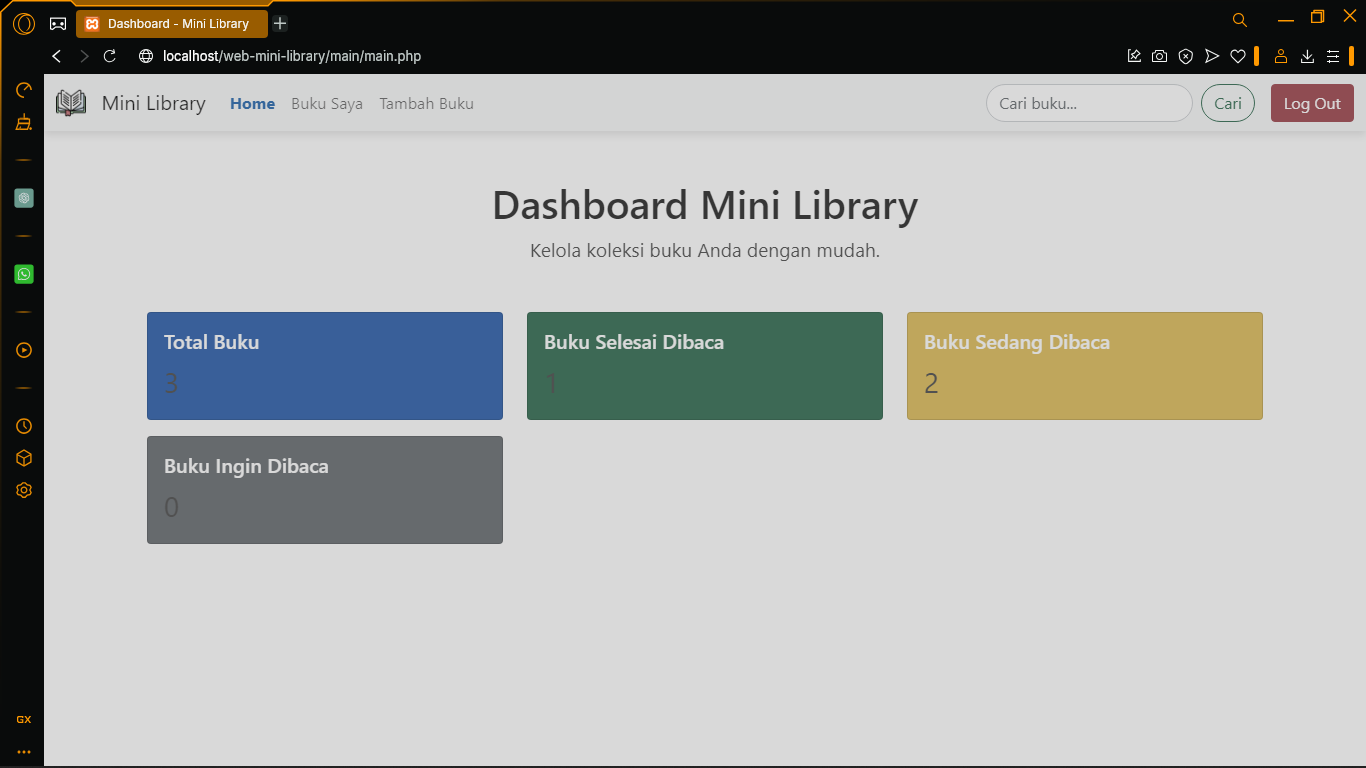 Dashboard - Mini Library
localhost/web-mini-library/main/main.php
Mini Library Home Buku Saya Tambah Buku Cari buku... Cari Log Out
Dashboard Mini Library
Kelola koleksi buku Anda dengan mudah.
Total Buku
3
Buku Selesai Dibaca
1
Buku Sedang Dibaca
2
Buku Ingin Dibaca
0
GX